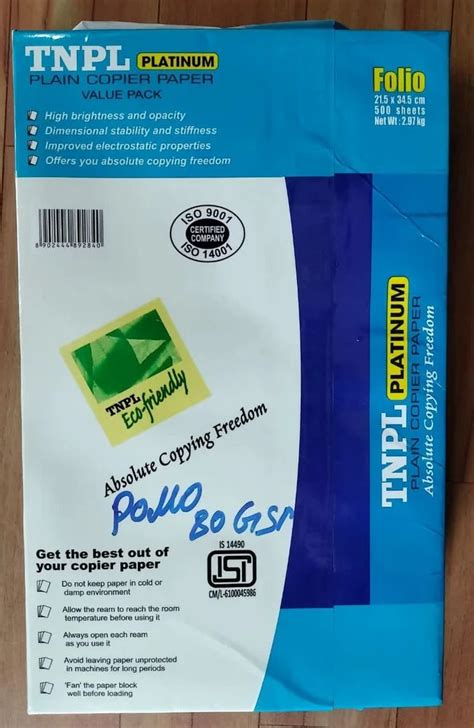 TNPL PLATINUM
PLAIN COPIER PAPER
VALUE PACK
High brightness and opacity
Dimensional stability and stiffness
Improved electrostatic properties
Offers you absolute copying freedom
Folio
21.5 x 34.5 cm
500 sheets
Net Wt : 2.97kg
8 902444 892840
ISO 9001
CERTIFIED
COMPANY
ISO 14001
TNPL
Eco-friendly
Absolute Copying Freedom
80 GSM
TNPL PLATINUM
PLAIN COPIER PAPER
Absolute Copying Freedom
Get the best out of
your copier paper
Do not keep paper in cold or
damp environment
Allow the ream to reach the room
temperature before using it
Always open each ream
as you use it
Avoid leaving paper unprotected
in machines for long periods
'Fan' the paper block
well before loading
IS 14490
ISI
CM/L-6100045986